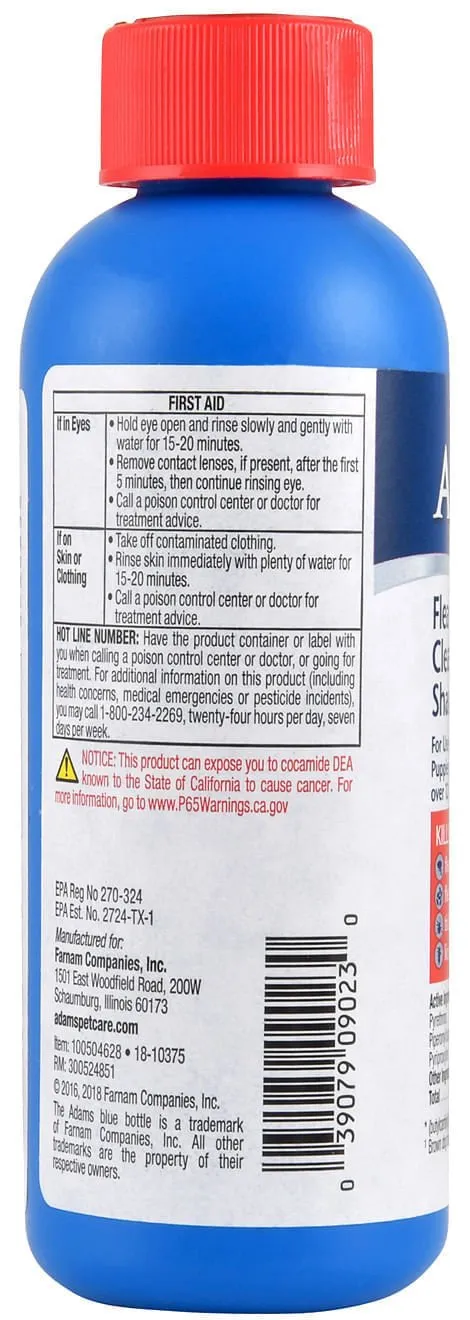 FIRST AID
If in Eyes
• Hold eye open and rinse slowly and gently with
water for 15-20 minutes.
• Remove contact lenses, if present, after the first
5 minutes, then continue rinsing eye.
• Call a poison control center or doctor for
treatment advice.
If on
Skin or
Clothing
• Take off contaminated clothing.
• Rinse skin immediately with plenty of water for
15-20 minutes.
• Call a poison control center or doctor for
treatment advice.
HOT LINE NUMBER: Have the product container or label with
you when calling a poison control center or doctor, or going for
treatment. For additional information on this product (including
health concerns, medical emergencies or pesticide incidents),
you may call 1-800-234-2269, twenty-four hours per day, seven
days per week.
NOTICE: This product can expose you to cocamide DEA
known to the State of California to cause cancer. For
more information, go to www.P65Warnings.ca.gov
EPA Reg No 270-324
EPA Est. No. 2724-TX-1
Manufactured for:
Farnam Companies, Inc.
1501 East Woodfield Road, 200W
Schaumburg, Illinois 60173
adamspetcare.com
Item: 100504628 • 18-10375
RM: 300524851
© 2016, 2018 Farnam Companies, Inc.
The Adams blue bottle is a trademark
of Farnam Companies, Inc. All other
trademarks are the property of their
respective owners.
0 39079 09023 0
A
Fle
Cle
Sha
For Us
Puppe
over 1
KILL
Active ingr
Pyrethrin
Piperony
Pyriprox
Other ingr
Total